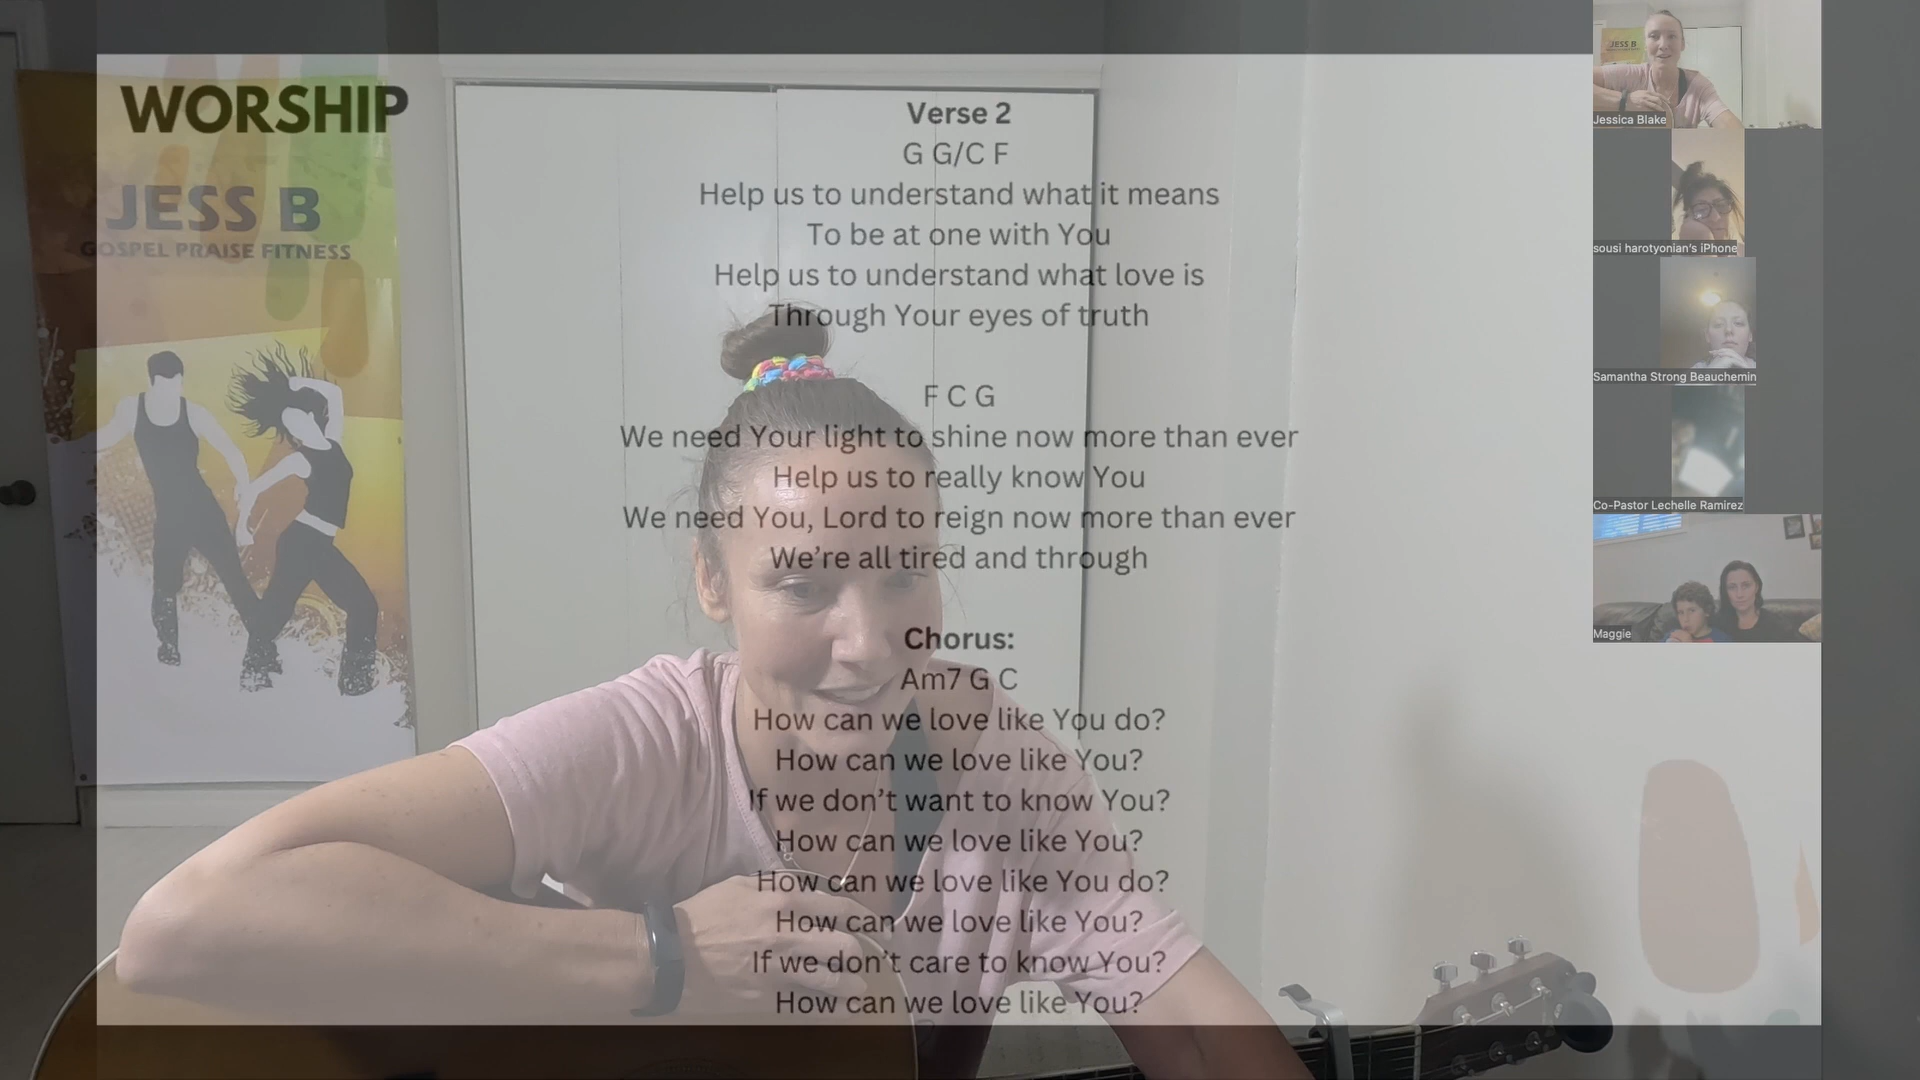 WORSHIP
JESS B
GOSPEL PRAISE FITNESS
Verse 2
G G/C F
Help us to understand what it means
To be at one with You
Help us to understand what love is
Through Your eyes of truth
F C G
We need Your light to shine now more than ever
Help us to really know You
We need You, Lord to reign now more than ever
We’re all tired and through
Chorus:
Am7 G C
How can we love like You do?
How can we love like You?
If we don’t want to know You?
How can we love like You?
How can we love like You do?
How can we love like You?
If we don’t care to know You?
How can we love like You?
JESS B
Jessica Blake
sousi harotyonian’s iPhone
Samantha Strong Beauchemin
Co-Pastor Lechelle Ramirez
Maggie